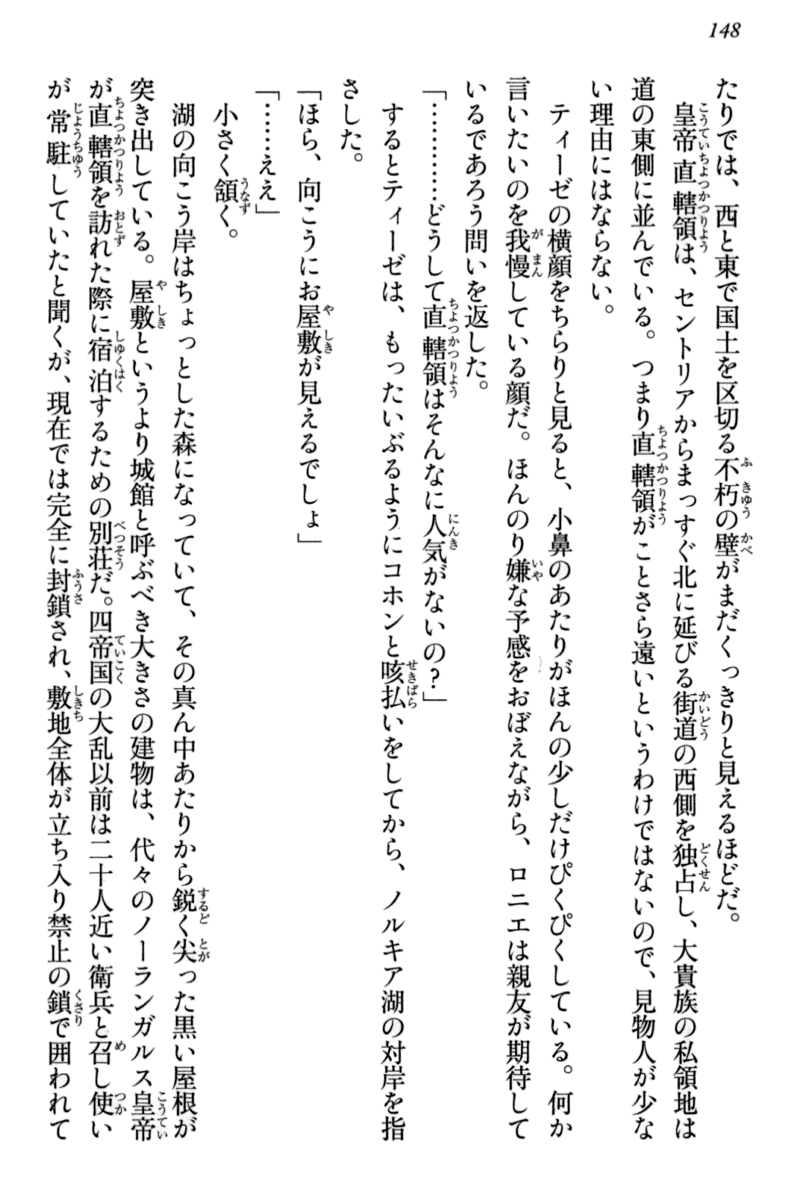 148
たりでは、西と東で国土を区切る不朽の壁がまだくっきりと見えるほどだ。
　皇帝直轄領は、セントリアからまっすぐ北に延びる街道の西側を独占し、大貴族の私領地は
道の東側に並んでいる。つまり直轄領がことさら遠いというわけではないので、見物人が少な
い理由にはならない。
　ティーゼの横顔をちらりと見ると、小鼻のあたりがほんの少しだけぴくぴくしている。何か
言いたいのを我慢している顔だ。ほんのり嫌な予感をおぼえながら、ロニエは親友が期待して
いるであろう問いを返した。
「…………どうして直轄領はそんなに人気がないの？」
　するとティーゼは、もったいぶるようにコホンと咳払いをしてから、ノルキア湖の対岸を指
さした。
「ほら、向こうにお屋敷が見えるでしょ」
「……ええ」
　小さく頷く。
　湖の向こう岸はちょっとした森になっていて、その真ん中あたりから鋭く尖った黒い屋根が
突き出している。屋敷というより城館と呼ぶべき大きさの建物は、代々のノーランガルス皇帝
が直轄領を訪れた際に宿泊するための別荘だ。四帝国の大乱以前は二十人近い衛兵と召し使い
が常駐していたと聞くが、現在では完全に封鎖され、敷地全体が立ち入り禁止の鎖で囲われて